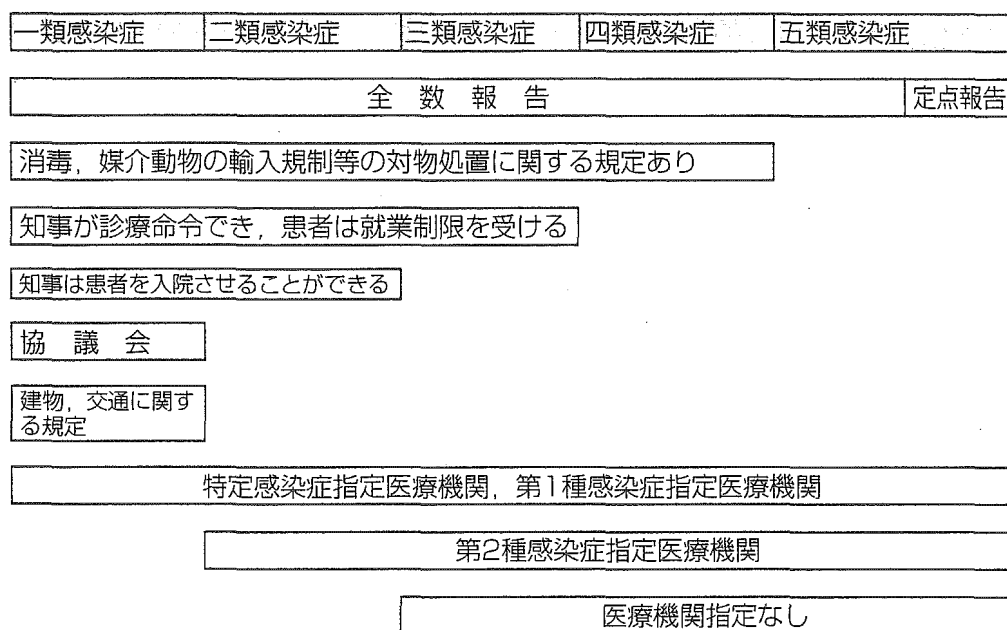 一類感染症 二類感染症 三類感染症 四類感染症 五類感染症
全数報告 定点報告
消毒，媒介動物の輸入規制等の対物処置に関する規定あり
知事が診療命令でき，患者は就業制限を受ける
知事は患者を入院させることができる
協議会
建物，交通に関す
る規定
特定感染症指定医療機関，第1種感染症指定医療機関
第2種感染症指定医療機関
医療機関指定なし